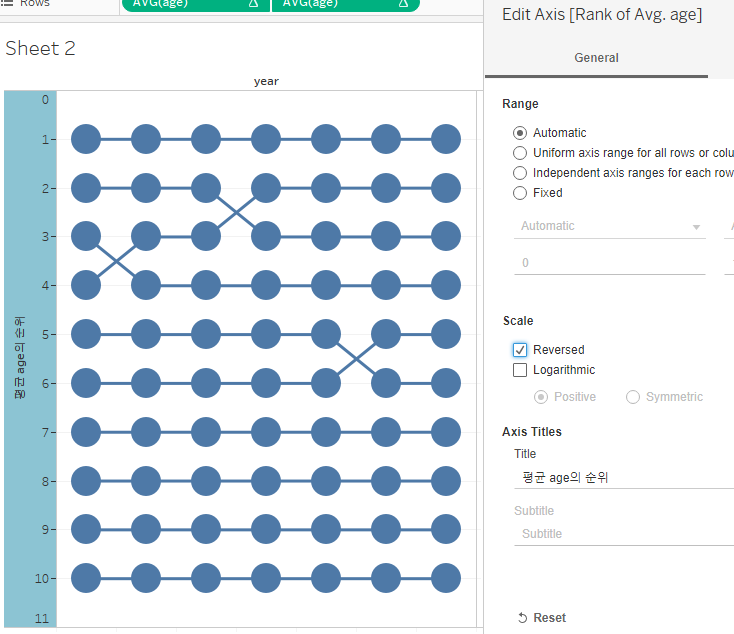 Rows
AVG(age) AVG(age)
Sheet 2
year
0
1
2
3
4
5
6
7
8
9
10
11
평균 age의 순위
Edit Axis [Rank of Avg. age]
General
Range
Automatic
Uniform axis range for all rows or colu
Independent axis ranges for each row
Fixed
Automatic
0
Scale
Reversed
Logarithmic
Positive Symmetric
Axis Titles
Title
평균 age의 순위
Subtitle
Subtitle
Reset